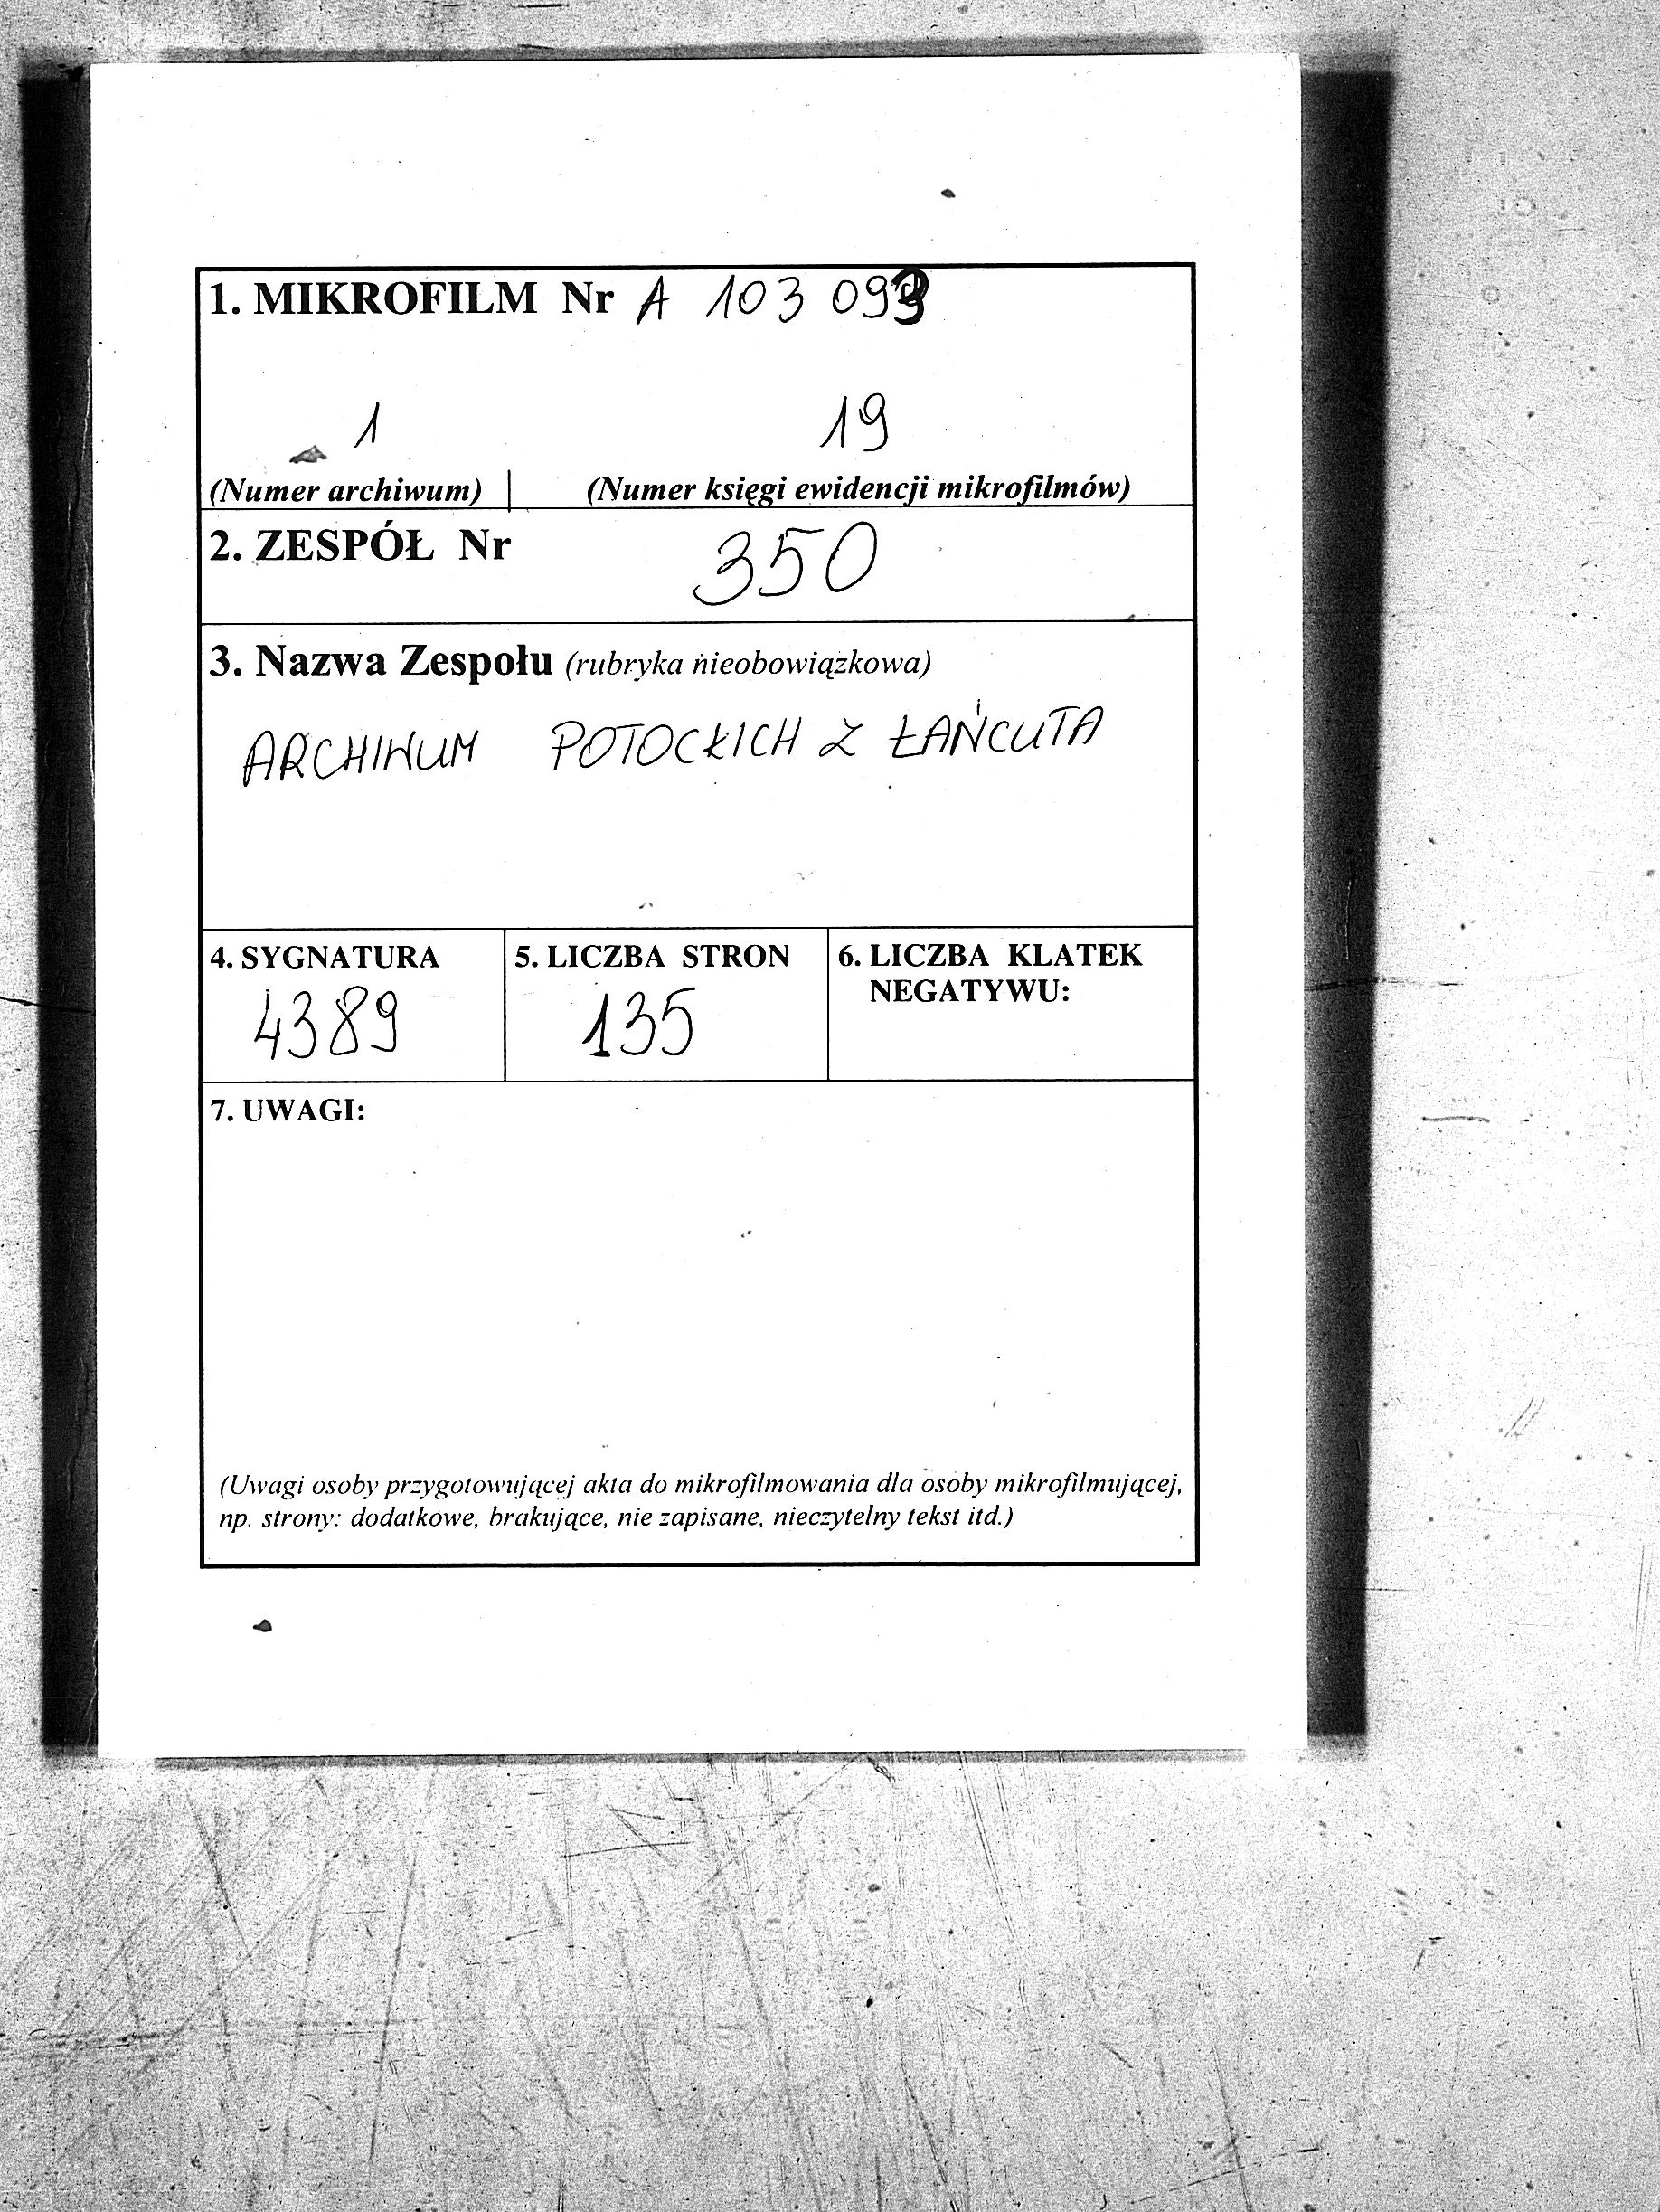 1. MIKROFILM Nr A 103 093
1 19
(Numer archiwum) | (Numer księgi ewidencji mikrofilmów)
2. ZESPÓŁ Nr 350
3. Nazwa Zespołu (rubryka nieobowiązkowa)
ARCHIWUM POTOCKICH Z ŁAŃCUTA
4. SYGNATURA 5. LICZBA STRON 6. LICZBA KLATEK
NEGATYWU:
4389 135
7. UWAGI:
(Uwagi osoby przygotowującej akta do mikrofilmowania dla osoby mikrofilmującej,
np. strony: dodatkowe, brakujące, nie zapisane, nieczytelny tekst itd.)